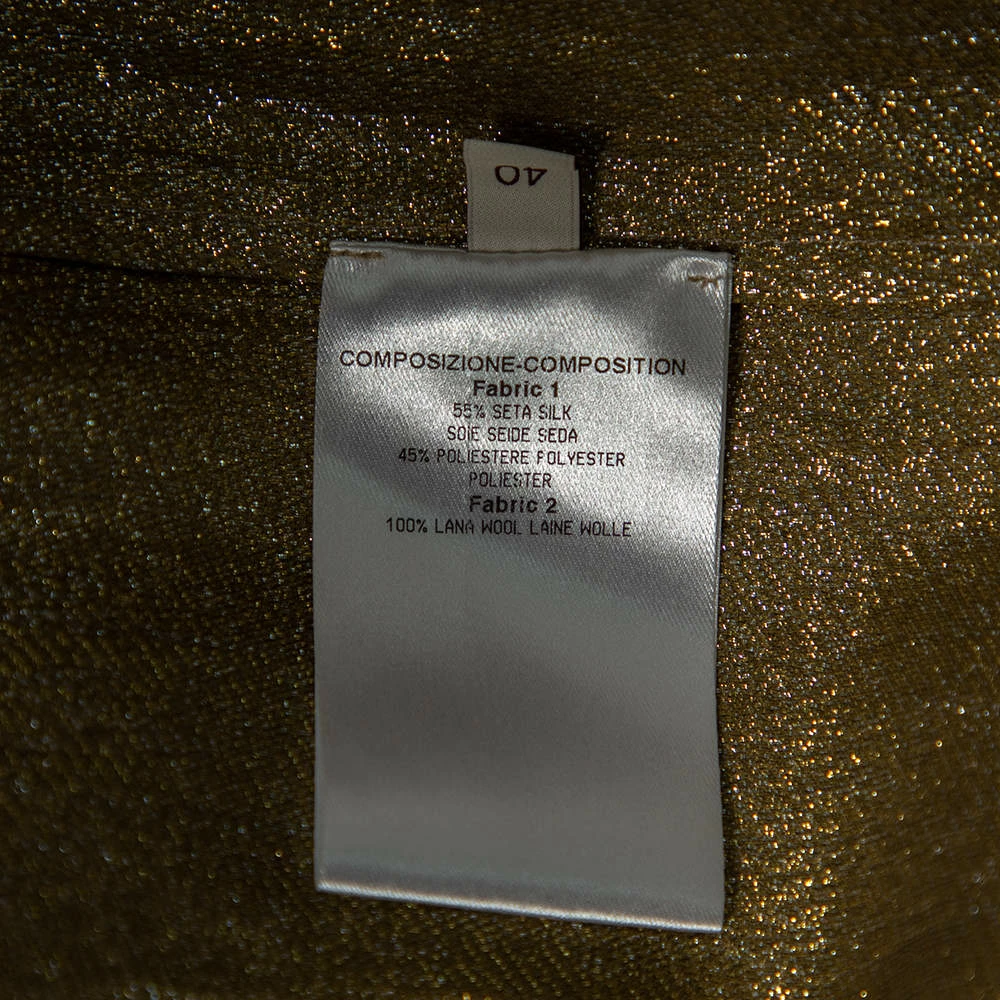 40
COMPOSIZIONE-COMPOSITION
Fabric 1
55% SETA SILK
SOIE SEIDE SEDA
45% POLIESTERE POLYESTER
POLIESTER
Fabric 2
100% LANA WOOL LAINE WOLLE